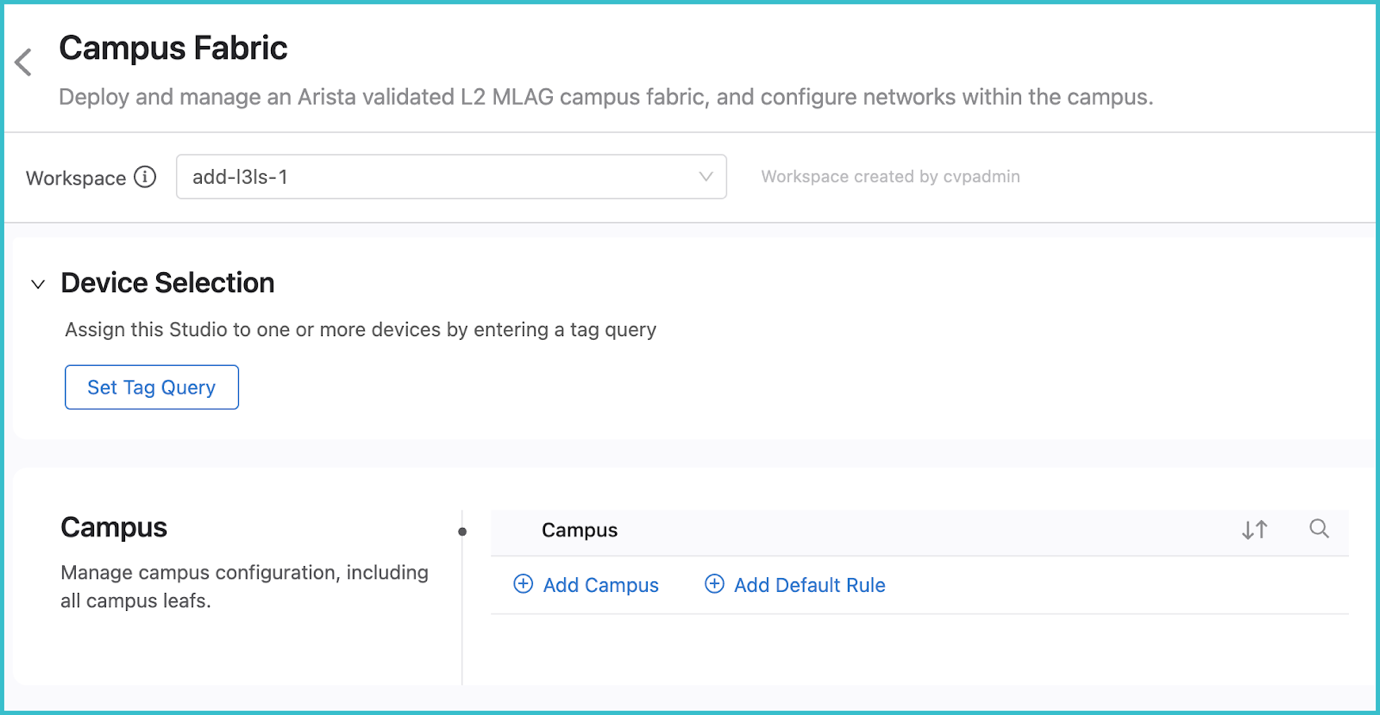 Campus Fabric
Deploy and manage an Arista validated L2 MLAG campus fabric, and configure networks within the campus.
Workspace
add-l3ls-1
Workspace created by cvpadmin
Device Selection
Assign this Studio to one or more devices by entering a tag query
Set Tag Query
Campus
Manage campus configuration, including
all campus leafs.
Campus
Add Campus
Add Default Rule